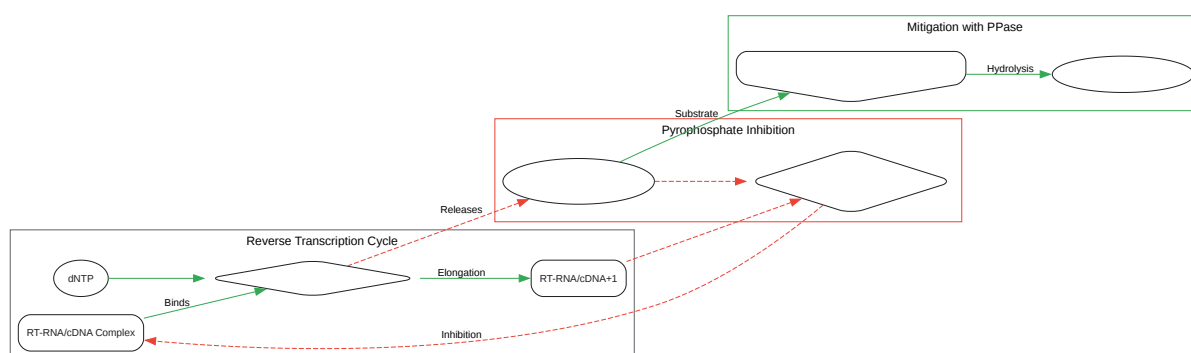 Mitigation with PPase
Hydrolysis
Substrate
Pyrophosphate Inhibition
Releases
Reverse Transcription Cycle
dNTP
Elongation
RT-RNA/cDNA+1
Binds
RT-RNA/cDNA Complex
Inhibition